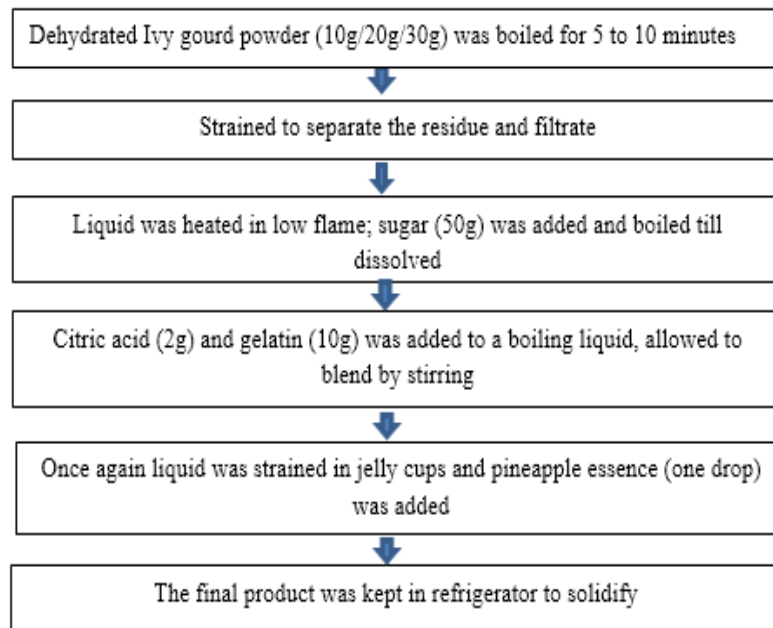 Dehydrated Ivy gourd powder (10g/20g/30g) was boiled for 5 to 10 minutes
Strained to separate the residue and filtrate
Liquid was heated in low flame; sugar (50g) was added and boiled till
dissolved
Citric acid (2g) and gelatin (10g) was added to a boiling liquid, allowed to
blend by stirring
Once again liquid was strained in jelly cups and pineapple essence (one drop)
was added
The final product was kept in refrigerator to solidify